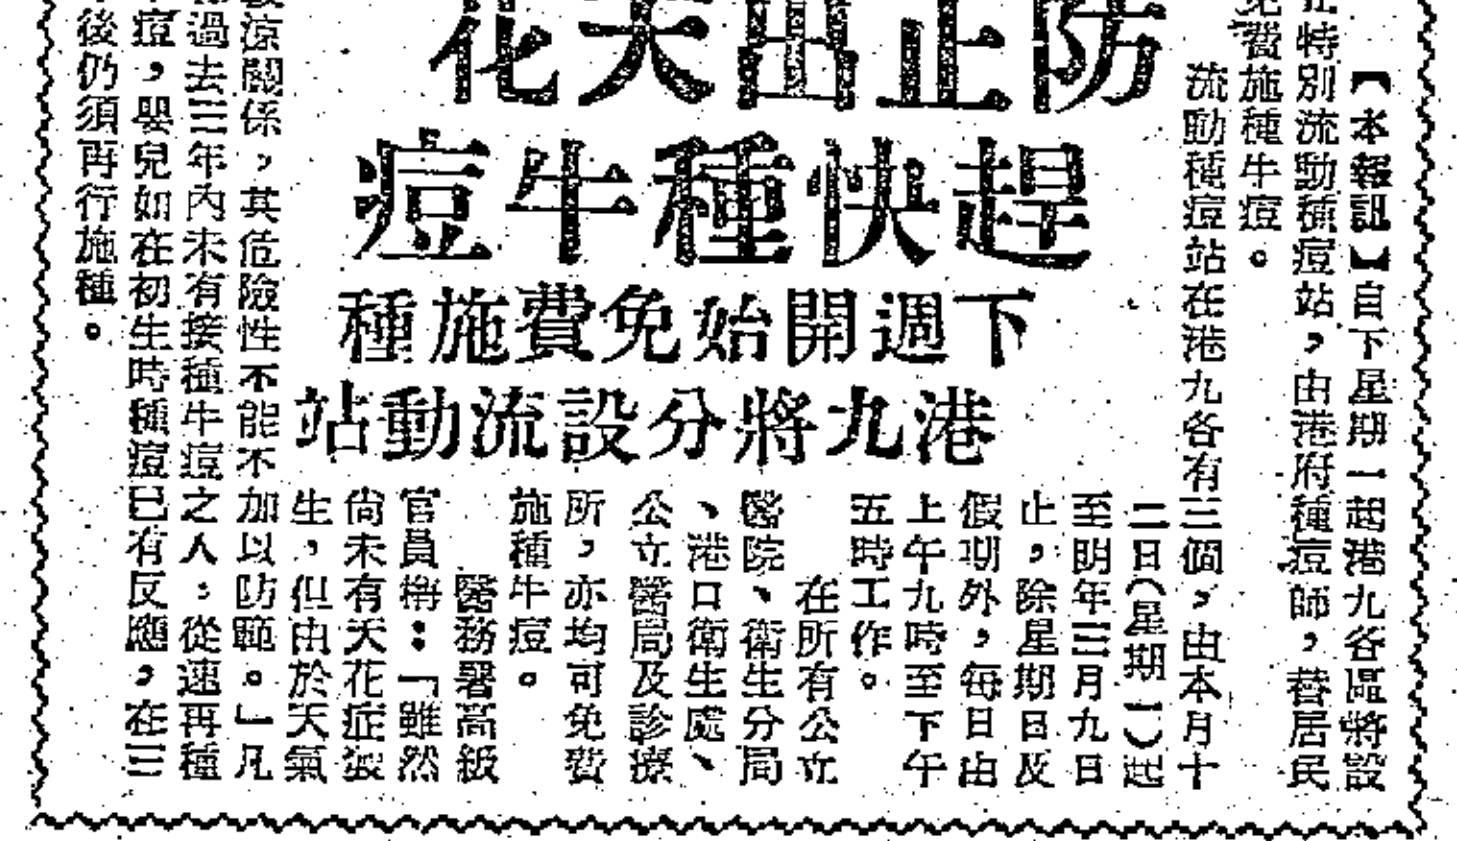 防止出天花
趕快種牛痘
下週開始免費施種
港九將分設流動站
【本報訊】自下星期一起港九各區將設
特別流動種痘站，由港府種痘師，替居民
免費施種牛痘。
流動種痘站在港九各有三個，由本月十
二日（星期一）起
至明年三月九日
止，除星期日及
假期外，每日由
上午九時至下午
五時工作。
在所有公立
醫院、衛生分局
、港口衛生處、
公立醫局及診療
所，亦均可免費
施種牛痘。
醫務署高級
官員稱：「雖然
尚未有天花症發
生，但由於天氣
涼關係，其危險性不能不加以防範。」凡
過去三年內未有接種牛痘之人，從速再種
痘，嬰兒如在初生時種痘已有反應，在三
後仍須再行施種。